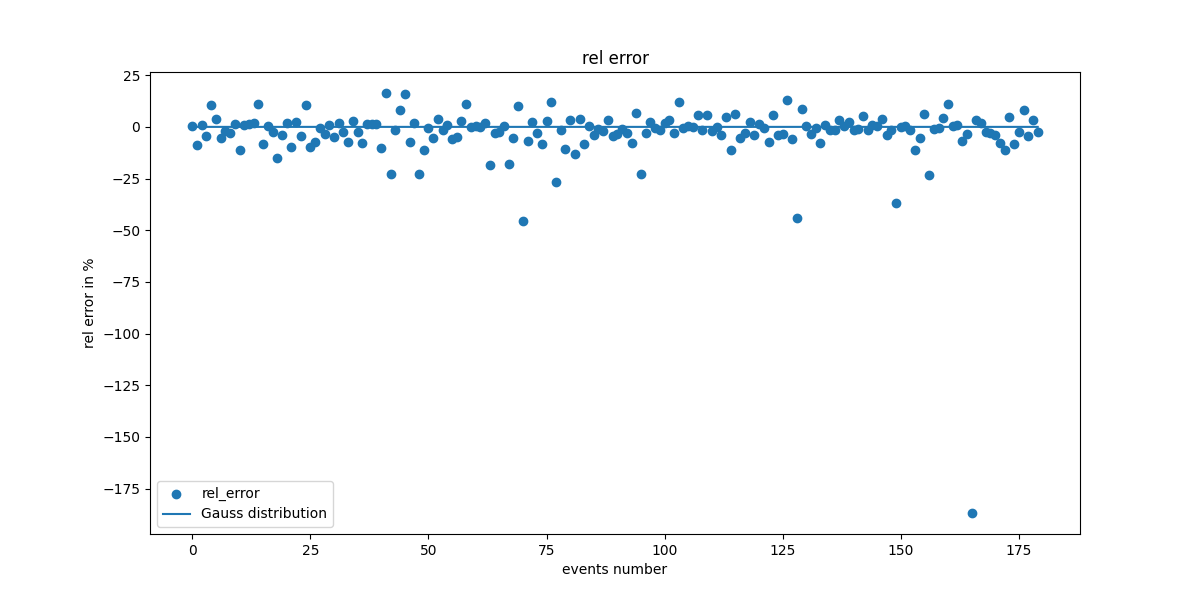 rel error
25
0
−25
−50
−75
−100
−125
−150
−175
rel error in %
rel_error
Gauss distribution
0 25 50 75 100 125 150 175
events number